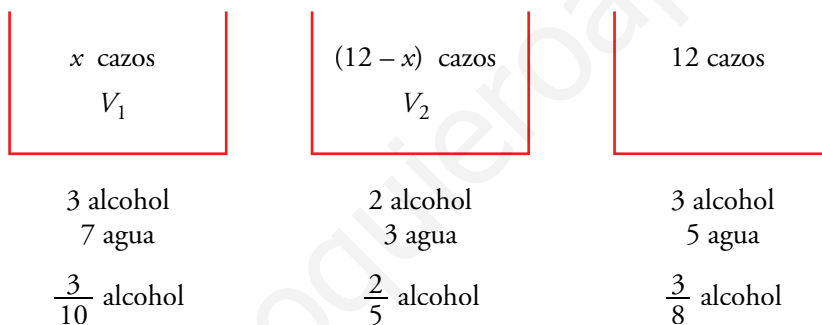 x cazos
V₁
(12 – x) cazos
V₂
12 cazos
3 alcohol
7 agua
3/10 alcohol
2 alcohol
3 agua
2/5 alcohol
3 alcohol
5 agua
3/8 alcohol